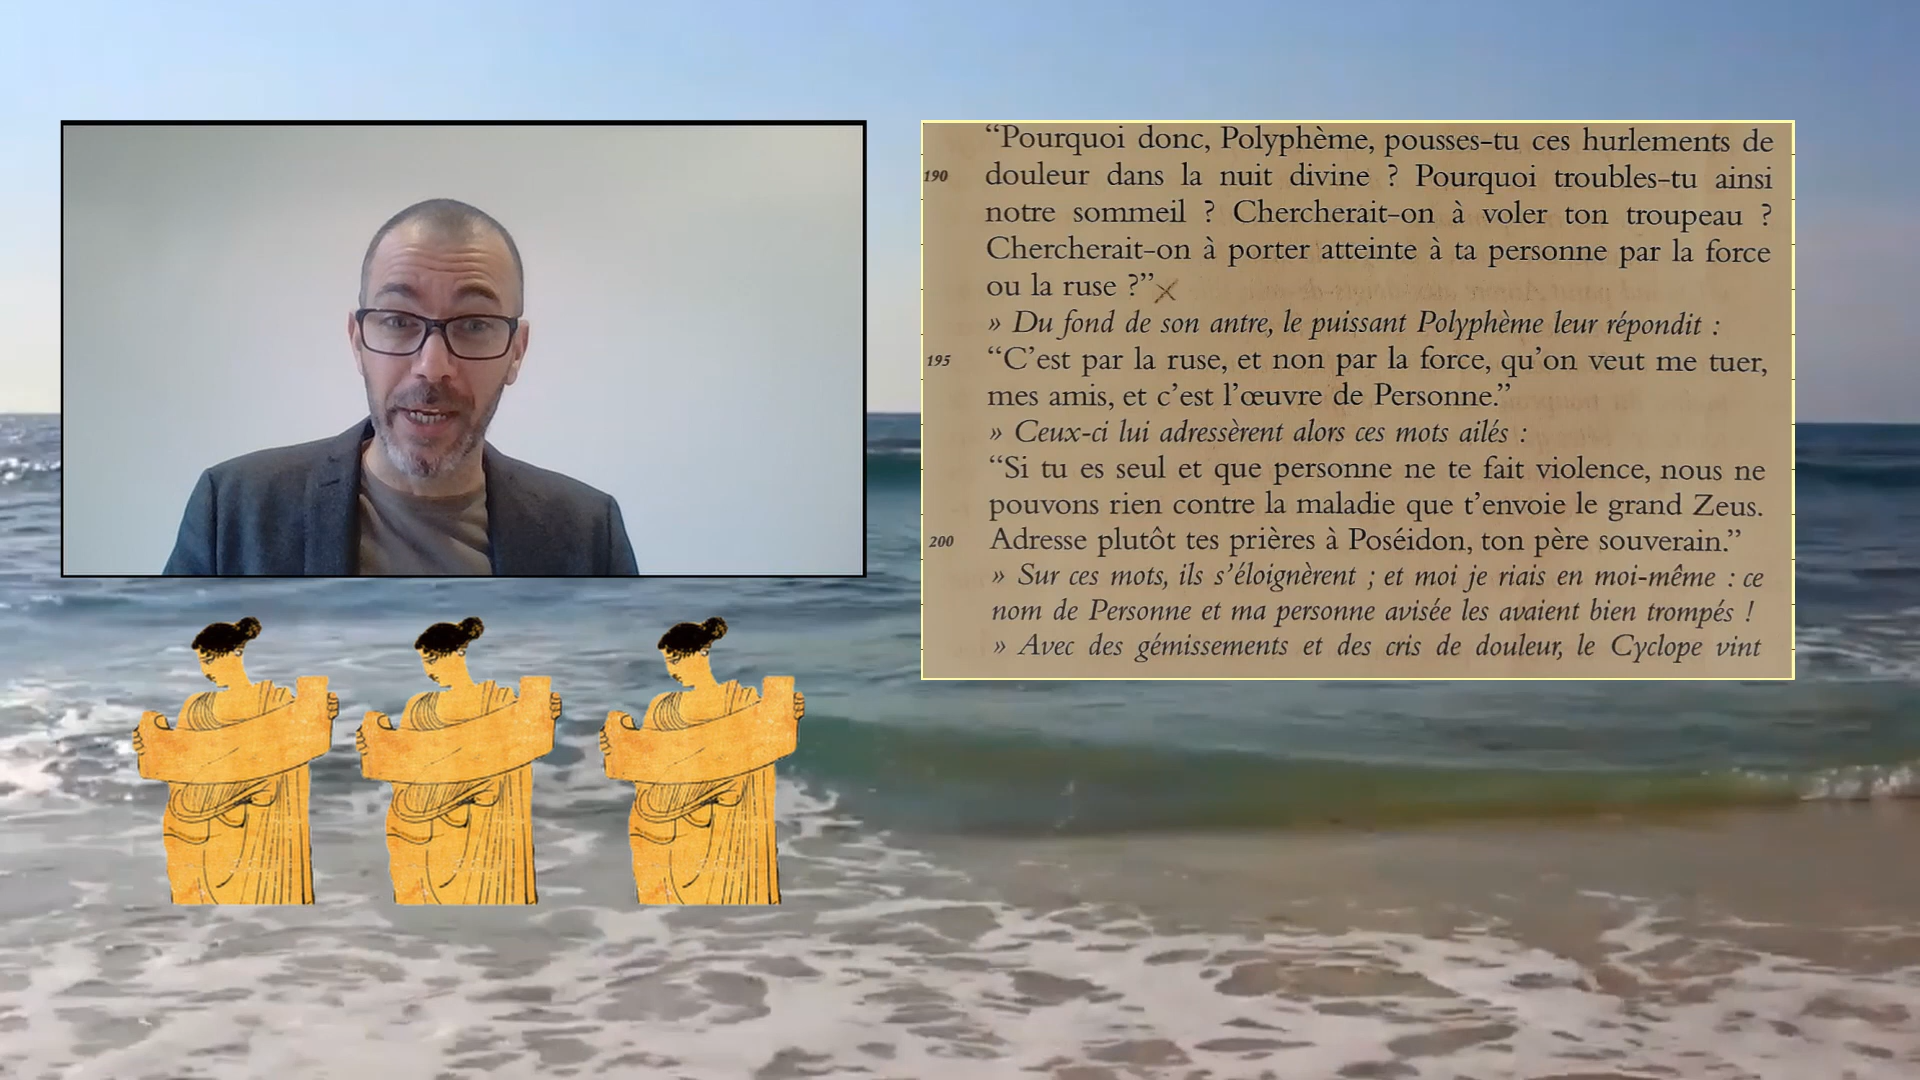 “Pourquoi donc, Polyphème, pousses-tu ces hurlements de
190 douleur dans la nuit divine ? Pourquoi troubles-tu ainsi
notre sommeil ? Chercherait-on à voler ton troupeau ?
Chercherait-on à porter atteinte à ta personne par la force
ou la ruse ?”
» Du fond de son antre, le puissant Polyphème leur répondit :
195 “C’est par la ruse, et non par la force, qu’on veut me tuer,
mes amis, et c’est l’œuvre de Personne.”
» Ceux-ci lui adressèrent alors ces mots ailés :
“Si tu es seul et que personne ne te fait violence, nous ne
pouvons rien contre la maladie que t’envoie le grand Zeus.
200 Adresse plutôt tes prières à Poséidon, ton père souverain.”
» Sur ces mots, ils s’éloignèrent ; et moi je riais en moi-même : ce
nom de Personne et ma personne avisée les avaient bien trompés !
» Avec des gémissements et des cris de douleur, le Cyclope vint